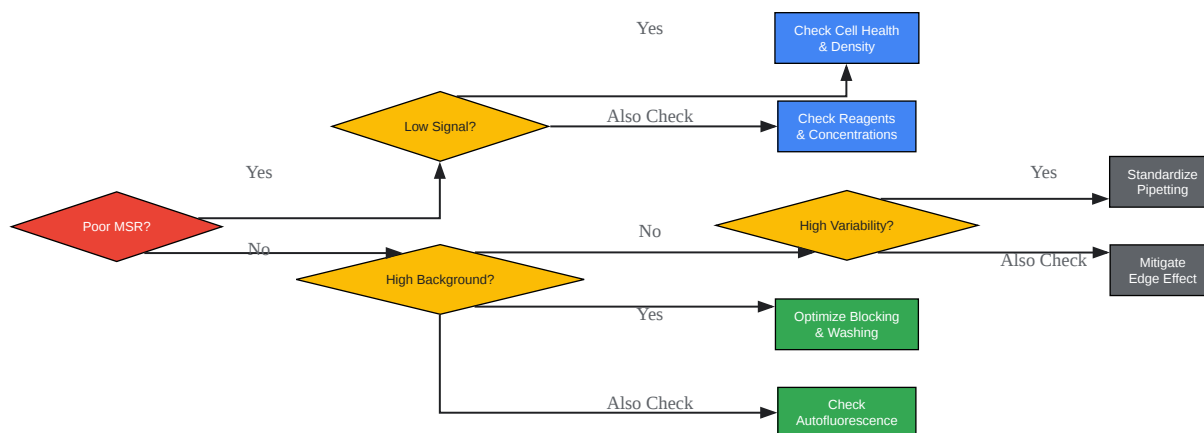 Yes
Check Cell Health
& Density
Low Signal?
Also Check
Check Reagents
& Concentrations
Yes
Yes
Standardize
Pipetting
Poor MSR?
High Variability?
No
No
Also Check
Mitigate
Edge Effect
High Background?
Yes
Optimize Blocking
& Washing
Also Check
Check
Autofluorescence